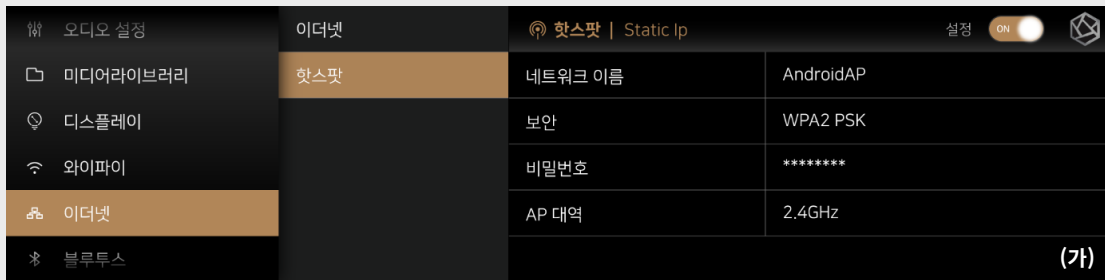 오디오 설정
미디어라이브러리
디스플레이
와이파이
이더넷
블루투스
이더넷
핫스팟
핫스팟 | Static Ip
설정 ON
네트워크 이름 AndroidAP
보안 WPA2 PSK
비밀번호 ********
AP 대역 2.4GHz
(가)